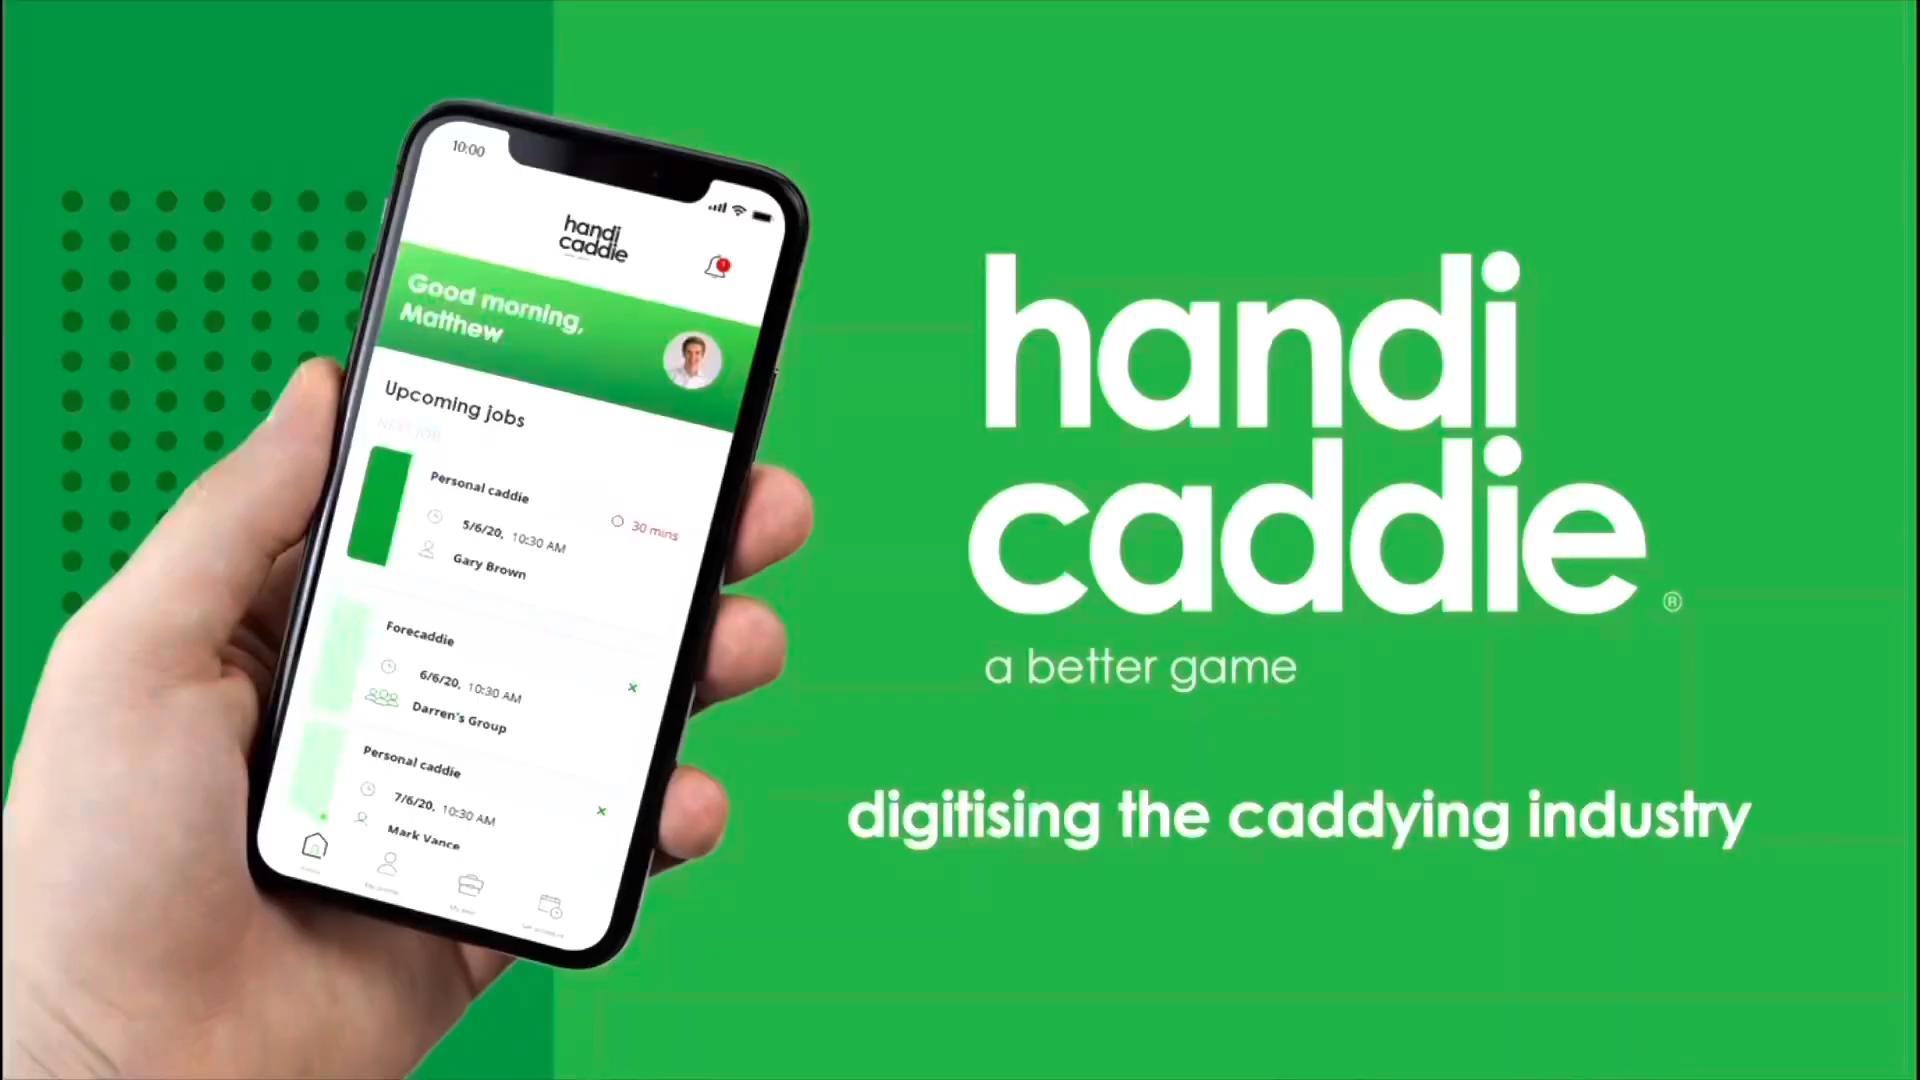 10:00
handi
caddie
Good morning,
Matthew
Upcoming jobs
NEXT JOB
Personal caddie
5/6/20, 10:30 AM
30 mins
Gary Brown
Forecaddie
6/6/20, 10:30 AM
Darren's Group
Personal caddie
7/6/20, 10:30 AM
Mark Vance
handi
caddie®
a better game
digitising the caddying industry